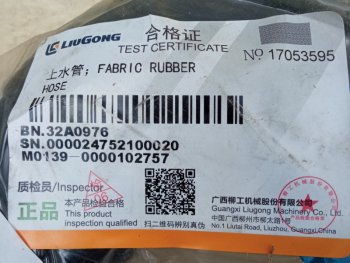 LIUGONG
合格证
TEST CERTIFICATE
No 17053595
上水管; FABRIC RUBBER
HOSE
BN.32A0976
SN.000024752100020
M0139-0000102757
质检员/Inspector
正品
本产品检验合格
This product
inspection passed
扫二维码辨别真伪
广西柳工机械股份有限公司
Guangxi Liugong Machinery Co., Ltd.
中国广西柳州市柳太路1号
No.1 Liutai Road, Liuzhou, Guangxi, China